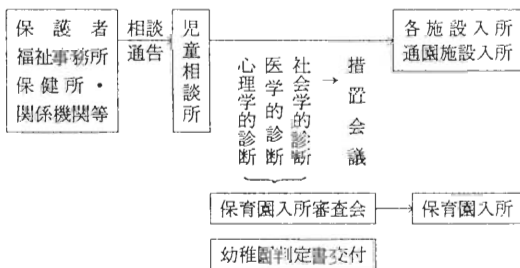 保護者
福祉事務所
保健所・
関係機関等
相談
通告
児童相談所
心理学的診断
医学的診断
社会学的診断
措置会議
各施設入所
通園施設入所
保育園入所審査会
保育園入所
幼稚園判定書交付